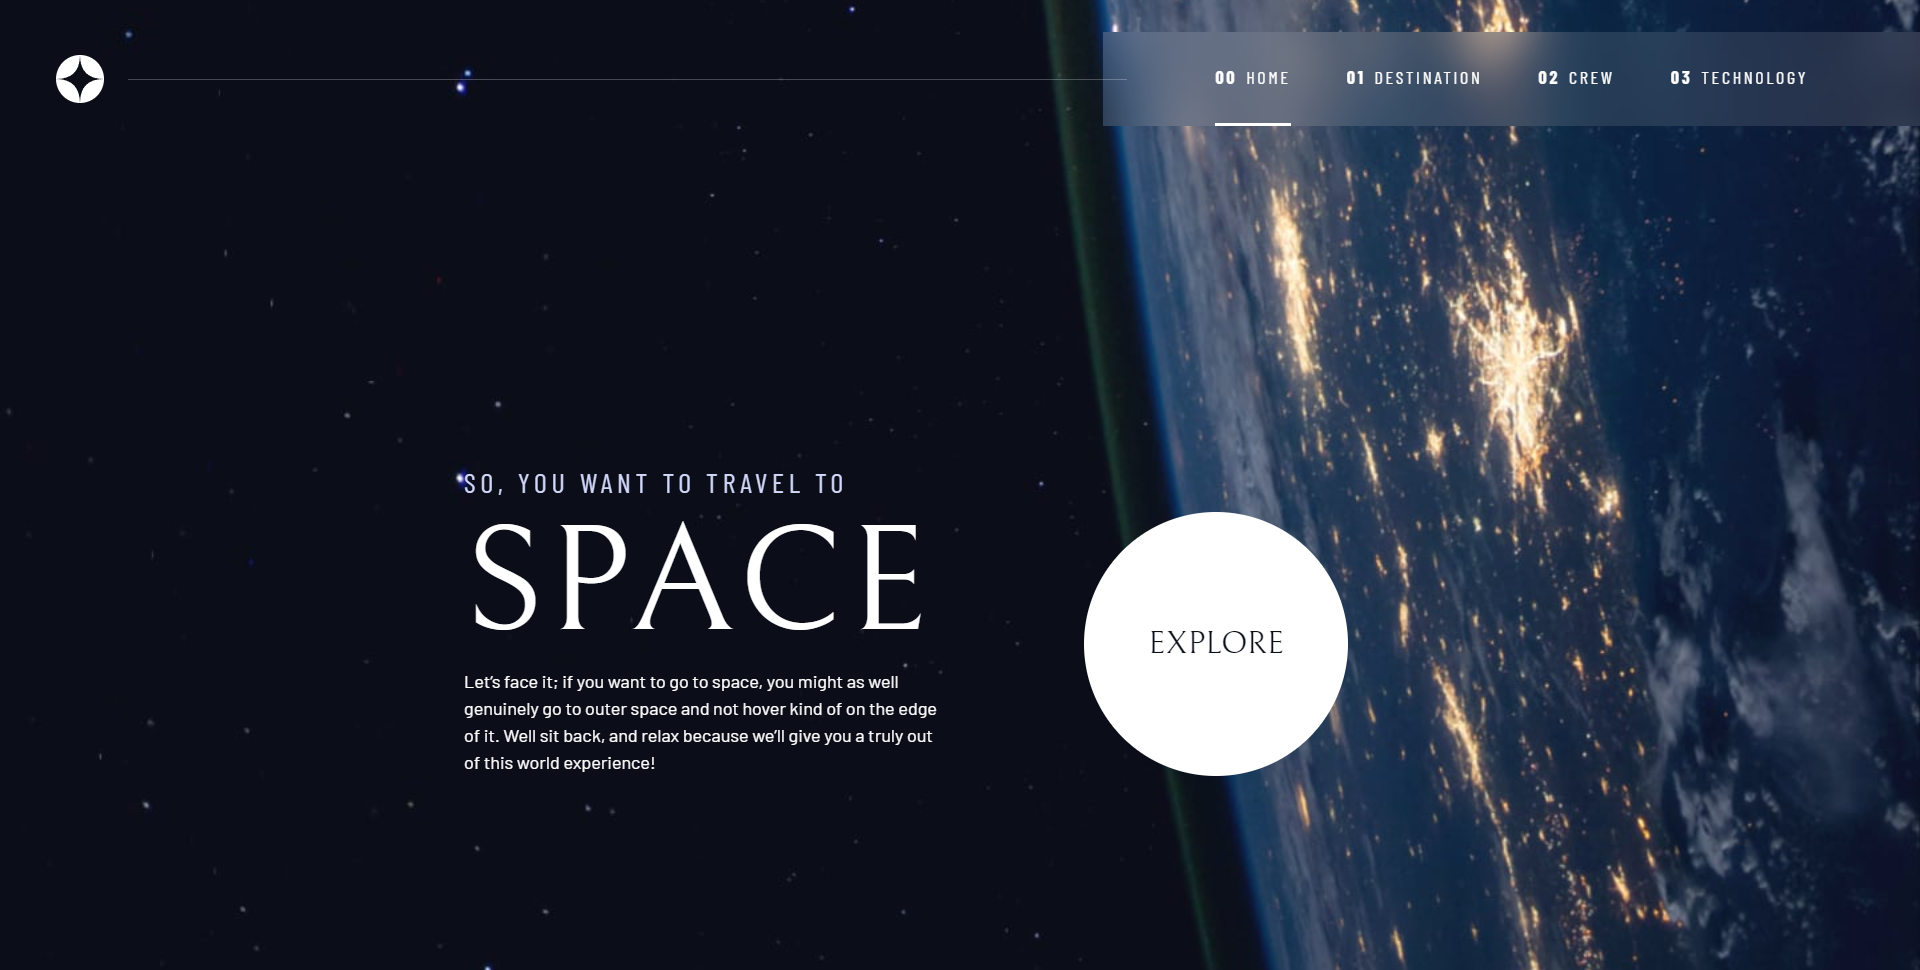 00 HOME 01 DESTINATION 02 CREW 03 TECHNOLOGY
SO, YOU WANT TO TRAVEL TO
SPACE
Let’s face it; if you want to go to space, you might as well
genuinely go to outer space and not hover kind of on the edge
of it. Well sit back, and relax because we’ll give you a truly out
of this world experience!
EXPLORE